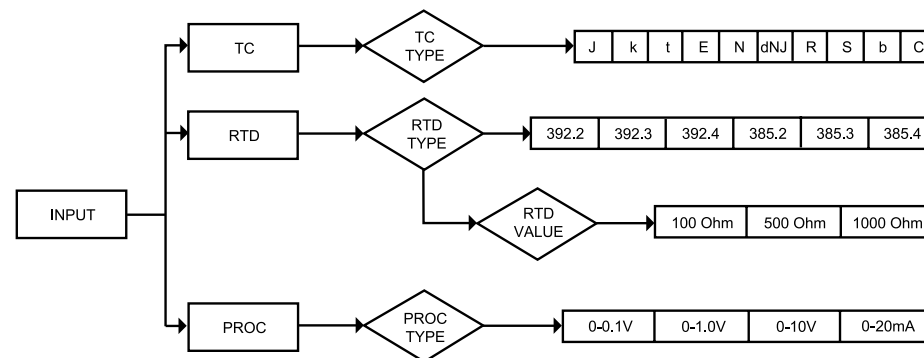 TC
TC
TYPE
J k t E N dNJ R S b C
RTD
RTD
TYPE
392.2 392.3 392.4 385.2 385.3 385.4
INPUT
RTD
VALUE
100 Ohm 500 Ohm 1000 Ohm
PROC
PROC
TYPE
0-0.1V 0-1.0V 0-10V 0-20mA